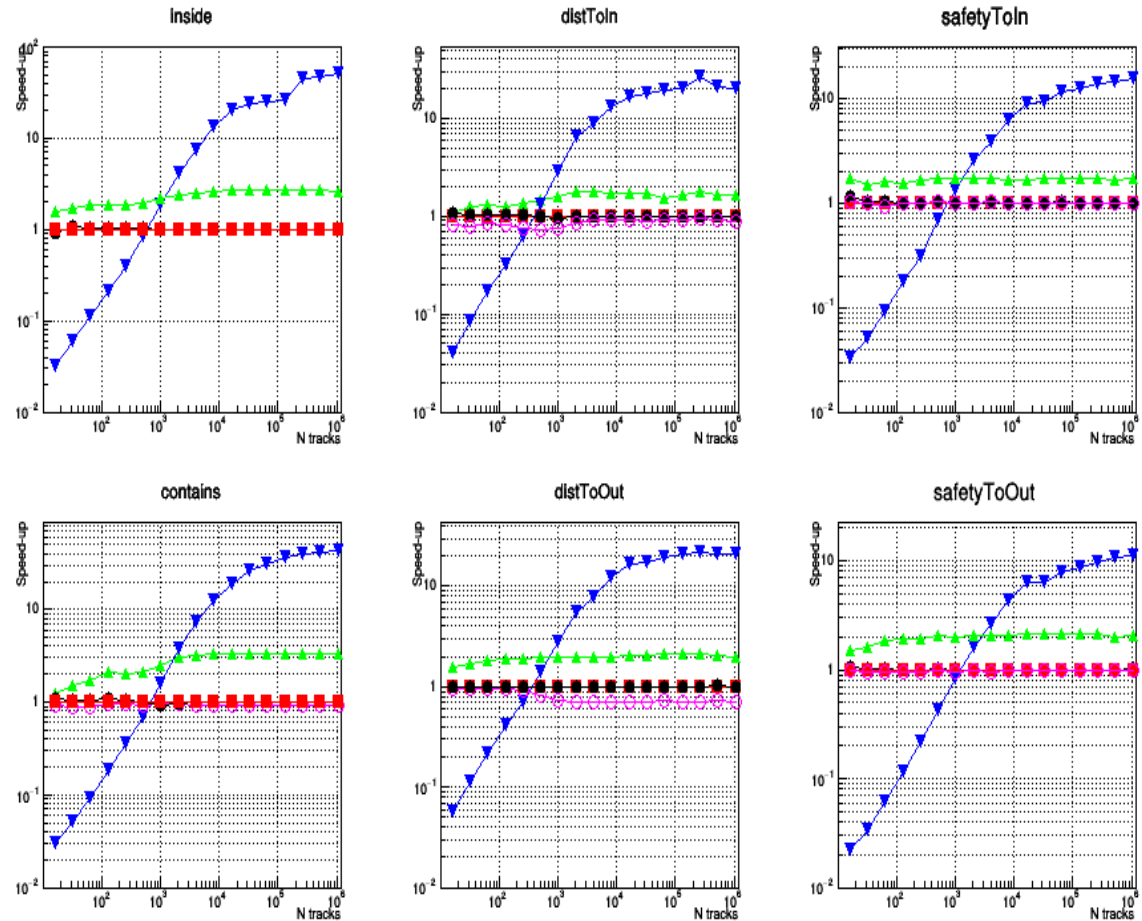 Inside
distToIn
safetyToIn
Speed-up
10²
10
1
10⁻¹
10⁻²
10² 10³ 10⁴ 10⁵ 10⁶
N tracks
Speed-up
10
1
10⁻¹
10⁻²
10² 10³ 10⁴ 10⁵ 10⁶
N tracks
Speed-up
10
1
10⁻¹
10⁻²
10² 10³ 10⁴ 10⁵ 10⁶
N tracks
contains
distToOut
safetyToOut
Speed-up
10
1
10⁻¹
10⁻²
10² 10³ 10⁴ 10⁵ 10⁶
N tracks
Speed-up
10
1
10⁻¹
10⁻²
10² 10³ 10⁴ 10⁵ 10⁶
N tracks
Speed-up
10
1
10⁻¹
10⁻²
10² 10³ 10⁴ 10⁵ 10⁶
N tracks